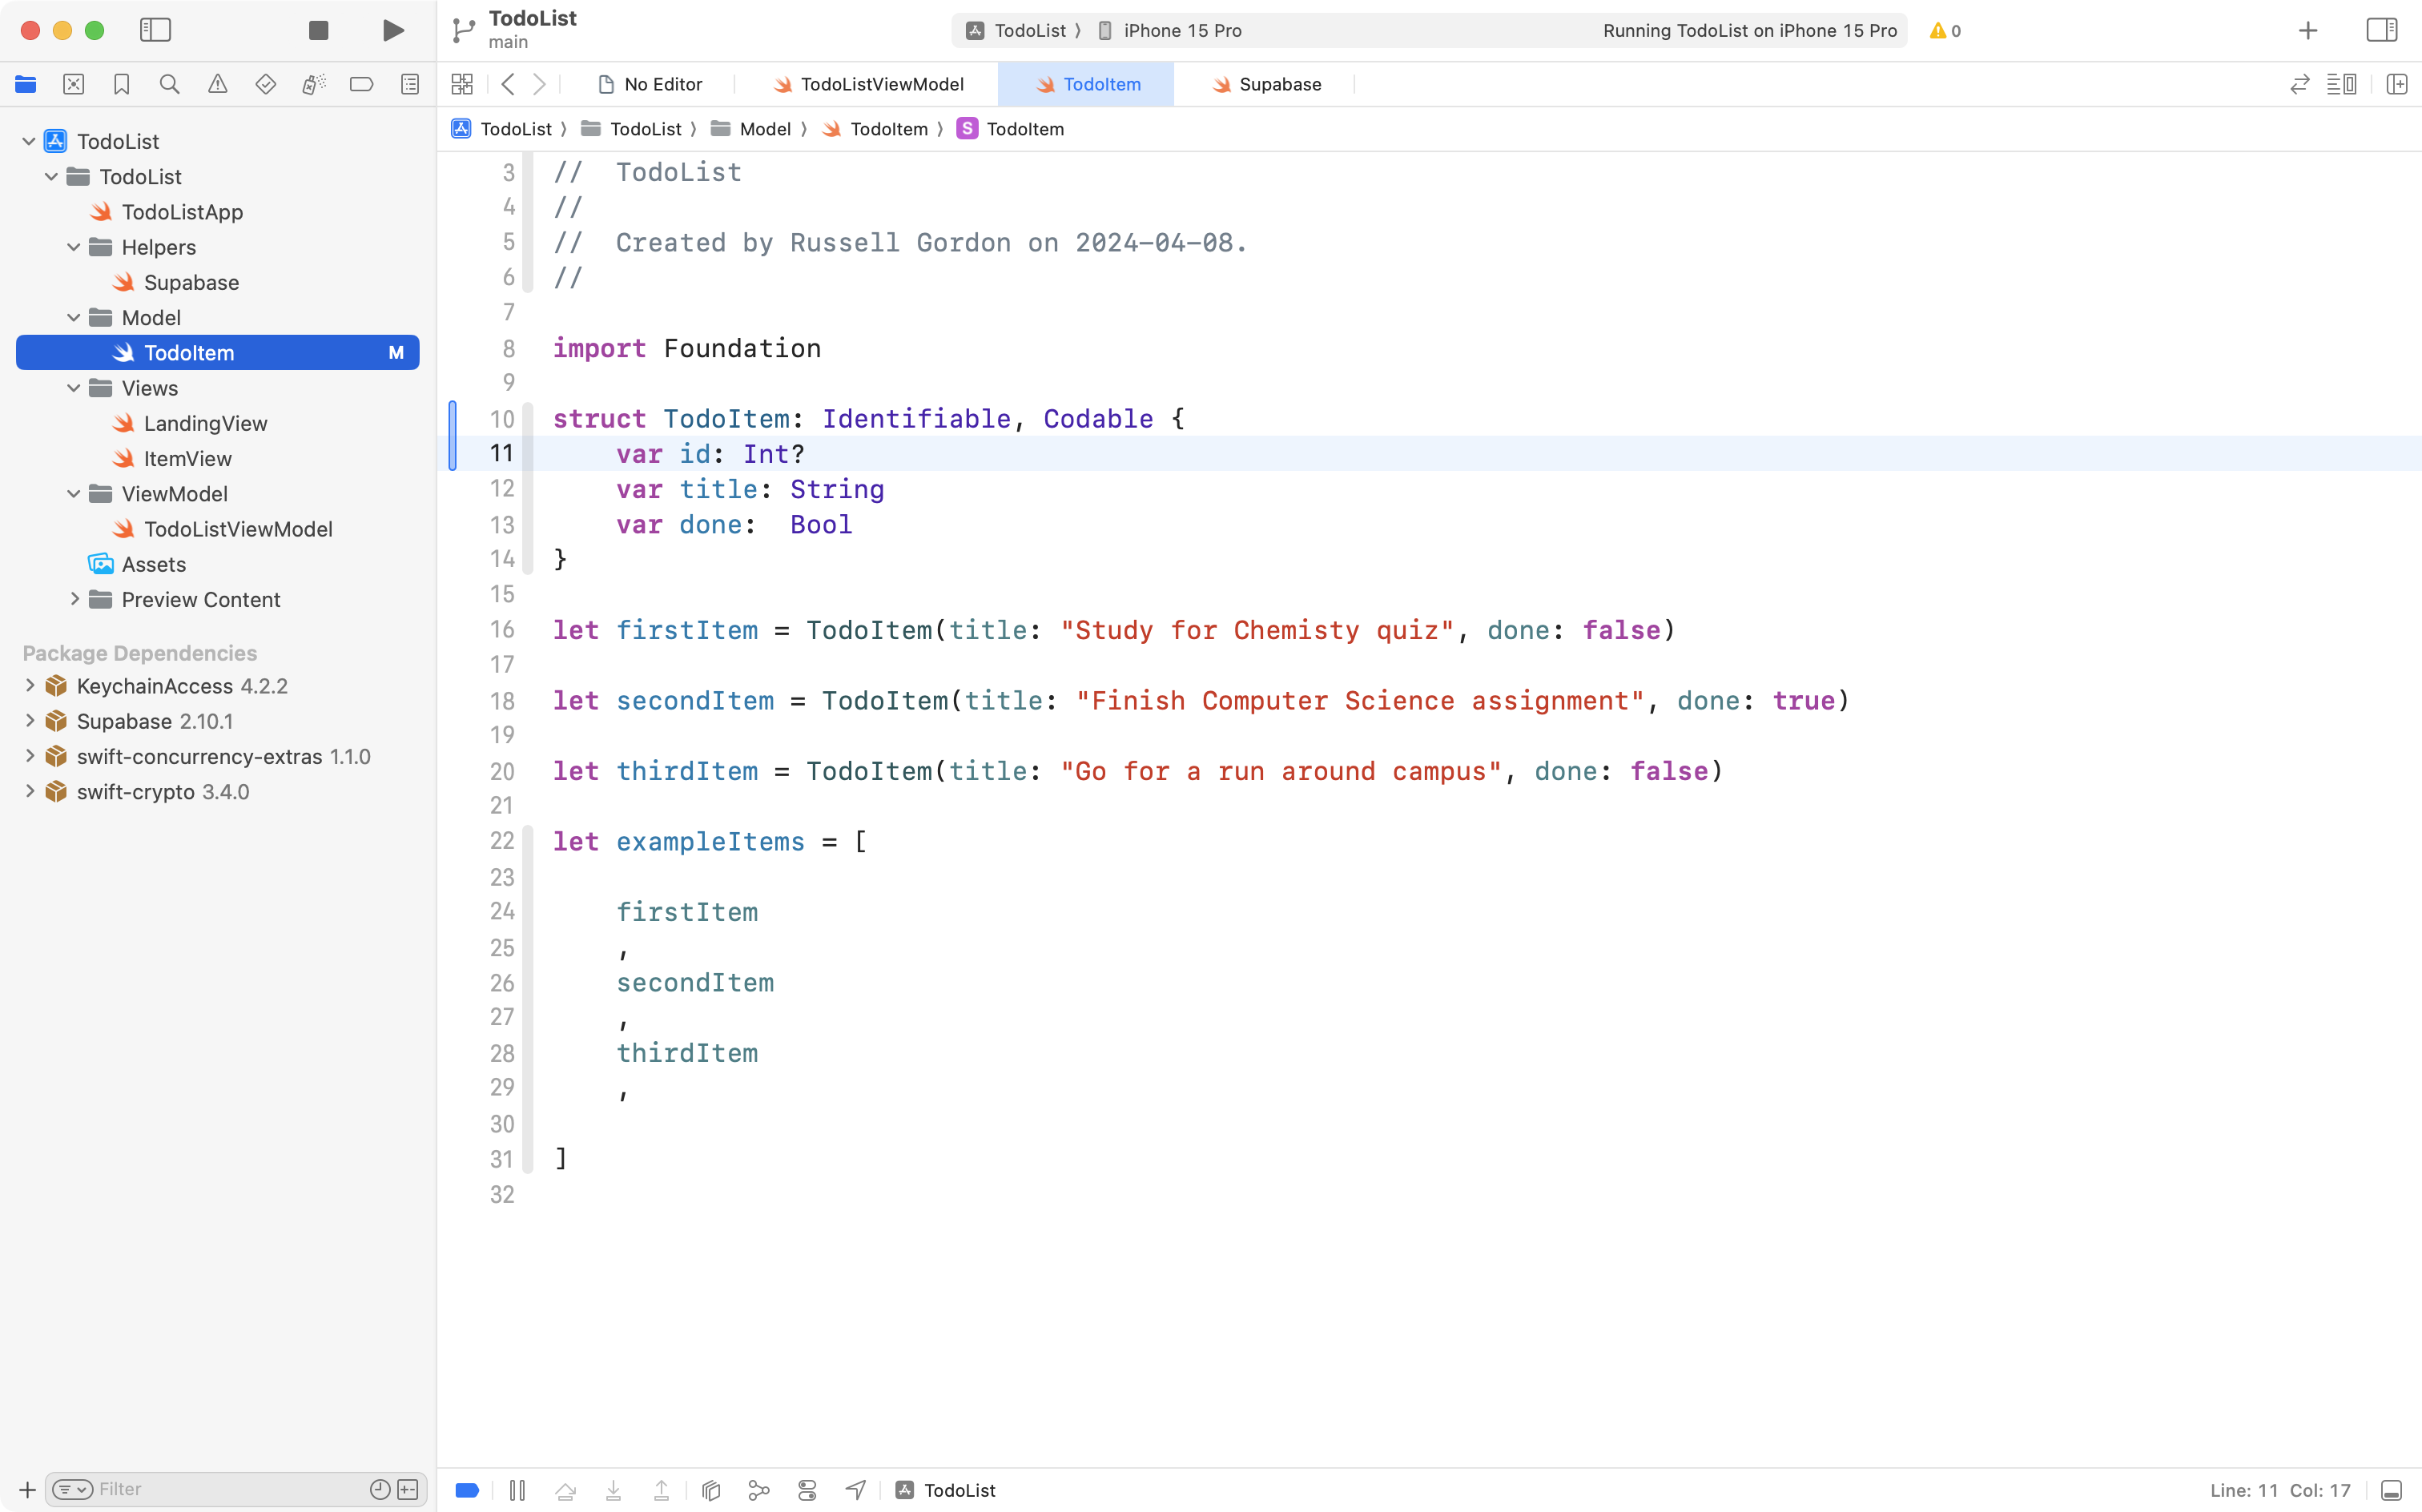 TodoList
main
TodoList 〉 iPhone 15 Pro
Running TodoList on iPhone 15 Pro
0
No Editor
TodoListViewModel
TodoItem
Supabase
TodoList 〉 TodoList 〉 Model 〉 TodoItem 〉 S TodoItem
TodoList
TodoList
TodoListApp
Helpers
Supabase
Model
TodoItem M
Views
LandingView
ItemView
ViewModel
TodoListViewModel
Assets
Preview Content
Package Dependencies
KeychainAccess 4.2.2
Supabase 2.10.1
swift-concurrency-extras 1.1.0
swift-crypto 3.4.0
Filter
3 //  TodoList
4 //
5 //  Created by Russell Gordon on 2024-04-08.
6 //
7
8 import Foundation
9
10 struct TodoItem: Identifiable, Codable {
11     var id: Int?
12     var title: String
13     var done:  Bool
14 }
15
16 let firstItem = TodoItem(title: "Study for Chemisty quiz", done: false)
17
18 let secondItem = TodoItem(title: "Finish Computer Science assignment", done: true)
19
20 let thirdItem = TodoItem(title: "Go for a run around campus", done: false)
21
22 let exampleItems = [
23
24     firstItem
25     ,
26     secondItem
27     ,
28     thirdItem
29     ,
30
31 ]
32
TodoList
Line: 11 Col: 17